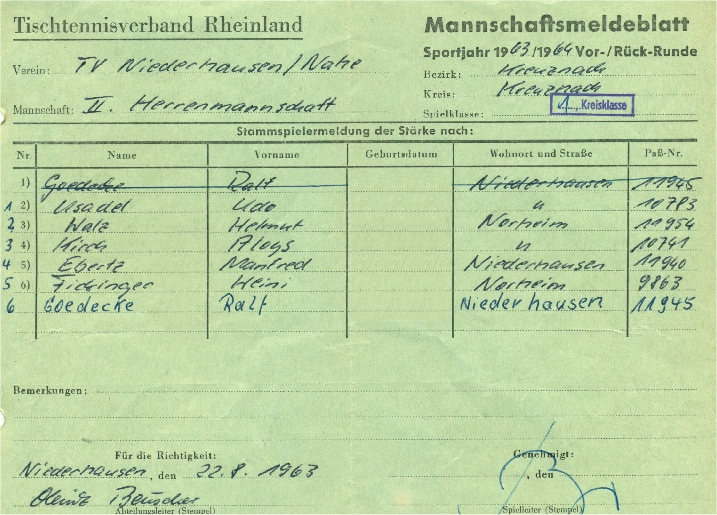 Tischtennisverband Rheinland
Mannschaftsmeldeblatt
Sportjahr 1963/1964 Vor-/Rück-Runde
Verein: TV Niederhausen/Nahe
Bezirk: Kreuznach
Kreis: Kreuznach
Mannschaft: II. Herrenmannschaft
Spielklasse: 1. Kreisklasse
Stammspielermeldung der Stärke nach:
Nr. Name Vorname Geburtsdatum Wohnort und Straße Paß-Nr.
1) Goedecke Ralf Niederhausen 11945
1 2) Usadel Udo " 10783
2 3) Walz Helmut Norheim 11954
3 4) Kirch Aloys " 10741
4 5) Ebertz Manfred Niederhausen 11940
5 6) Heini Norheim 9863
6 Goedecke Ralf Niederhausen 11945
Bemerkungen:
Für die Richtigkeit: Genehmigt:
Niederhausen, den 22.8.1963 , den
Abteilungsleiter (Stempel) Spielleiter (Stempel)